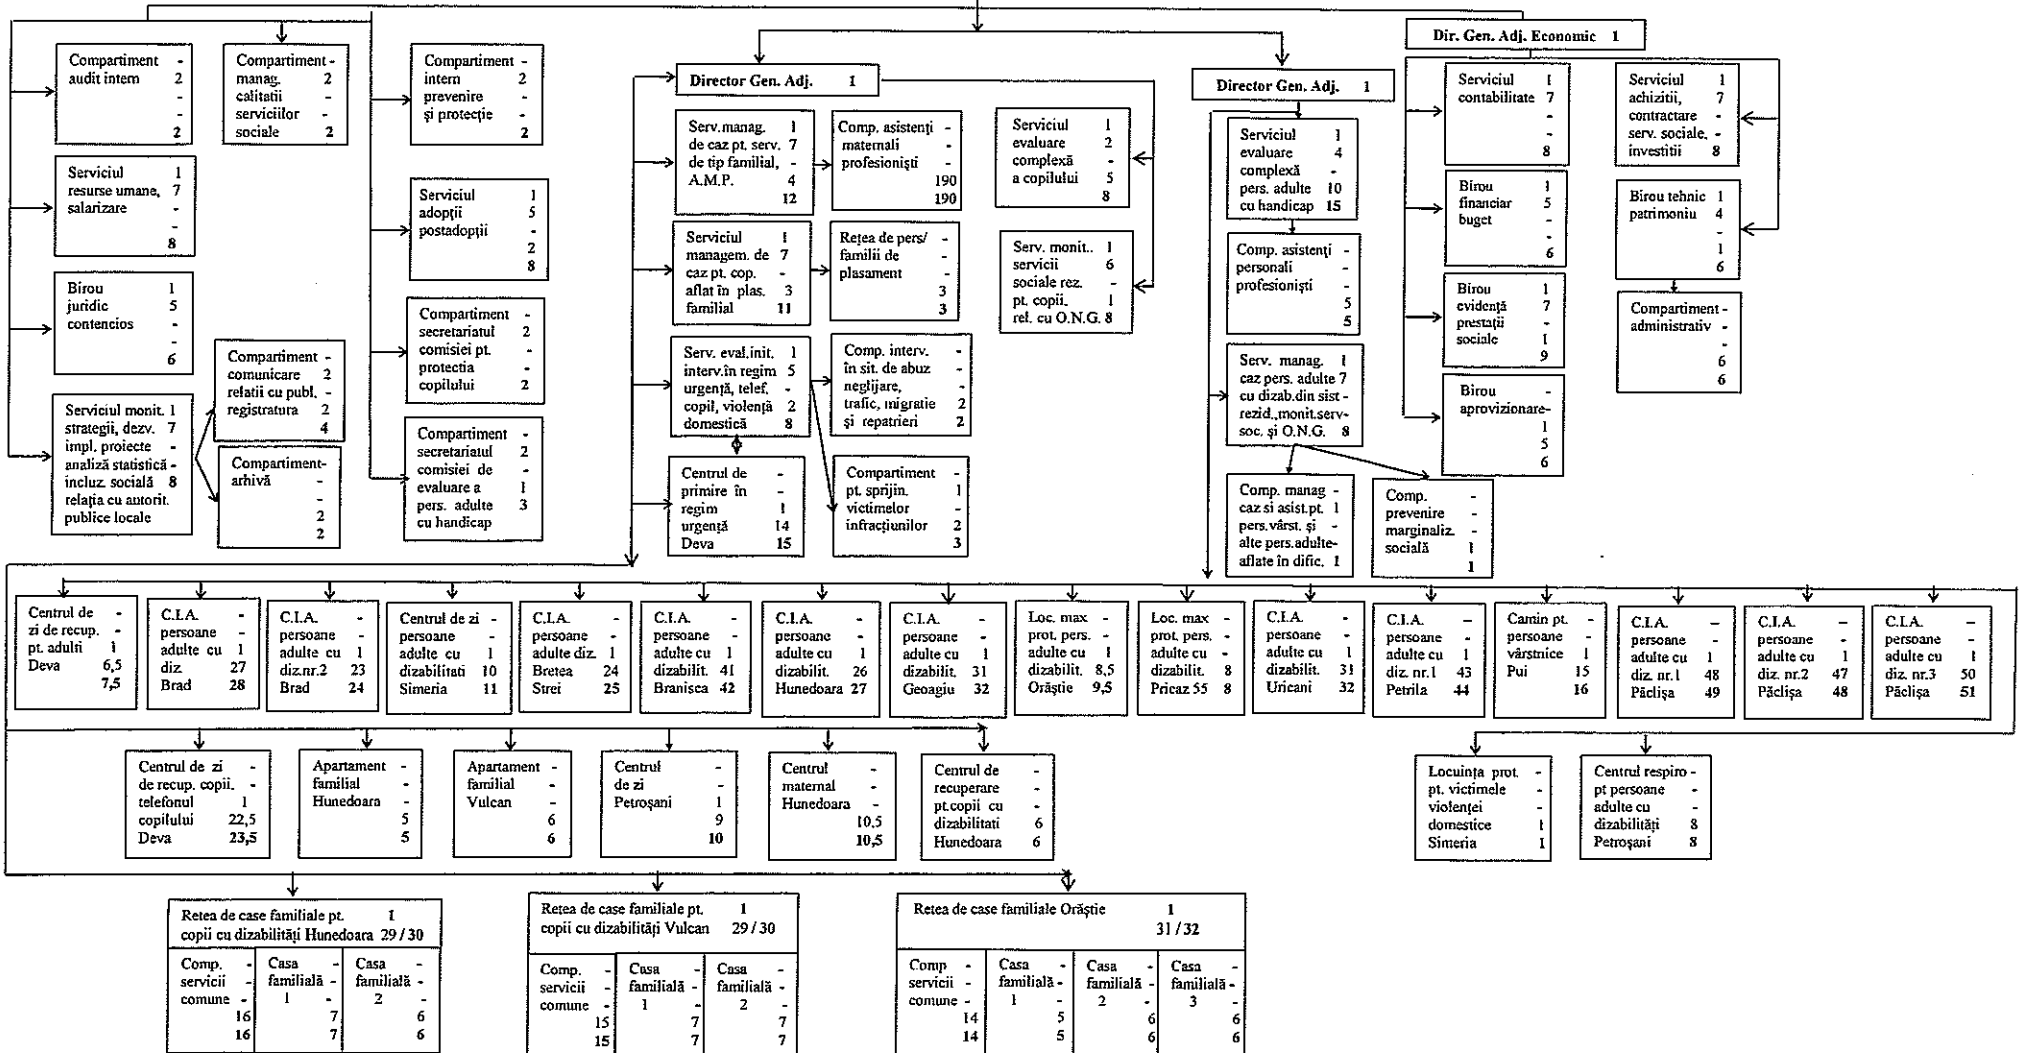 Dir. Gen. Adj. Economic 1
Compartiment -
audit intern 2
-
-
2
Compartiment -
manag. 2
calitatii -
serviciilor -
sociale 2
Compartiment -
intern 2
prevenire -
și protecție -
2
Director Gen. Adj. 1
Director Gen. Adj. 1
Serviciul 1
contabilitate 7
-
-
8
Serviciul 1
achizitii, 7
contractare -
serv. sociale, -
investitii 8
Serviciul 1
resurse umane, 7
salarizare -
-
8
Serviciul 1
adopții 5
postadopții -
2
8
Serv.manag. 1
de caz pt. serv. 7
de tip familial, -
A.M.P. 4
12
Comp. asistenți -
maternali -
profesioniști -
190
190
Serviciul 1
evaluare 2
complexă -
a copilului 5
8
Serviciul 1
evaluare 4
complexă -
pers. adulte 10
cu handicap 15
Birou 1
financiar 5
buget -
-
6
Birou tehnic 1
patrimoniu 4
-
1
6
Birou 1
juridic 5
contencios -
-
6
Compartiment -
secretariatul 2
comisiei pt. -
protectia -
copilului 2
Serviciul 1
managem. de 7
caz pt. cop. -
aflat în plas. 3
familial 11
Rețea de pers/ -
familii de -
plasament -
3
3
Serv. monit.. 1
servicii 6
sociale rez. -
pt. copii, 1
rel. cu O.N.G. 8
Comp. asistenți -
personali -
profesioniști -
5
5
Birou 1
evidență 7
prestații -
sociale 1
9
Compartiment -
administrativ -
-
6
6
Serviciul monit. 1
strategii, dezv. 7
impl. proiecte -
analiză statistică -
incluz. socială 8
relația cu autorit.
publice locale
Compartiment -
comunicare 2
relatii cu publ. -
registratura 2
4
Compartiment-
arhivă -
-
2
2
Compartiment -
secretariatul 2
comisiei de -
evaluare a 1
pers. adulte 3
cu handicap
Serv. eval.init. 1
interv.în regim 5
urgență, telef. -
copil, violență 2
domestică 8
Comp. interv. -
în sit. de abuz -
neglijare, -
trafic, migratie 2
și repatrieri 2
Serv. manag. 1
caz pers. adulte 7
cu dizab.din sist -
rezid.,monit.serv-
soc. și O.N.G. 8
Birou -
aprovizionare-
1
5
6
Centrul de -
primire în -
regim 1
urgență 14
Deva 15
Compartiment -
pt. sprijin. 1
victimelor -
infracțiunilor 2
3
Comp. manag -
caz si asist.pt. 1
pers.vârst. și -
alte pers.adulte-
aflate în dific. 1
Comp. -
prevenire -
marginaliz. -
socială 1
1
Centrul de -
zi de recup. -
pt. adulti 1
Deva 6,5
7,5
C.I.A. -
persoane -
adulte cu 1
diz 27
Brad 28
C.I.A. -
persoane -
adulte cu 1
diz.nr.2 23
Brad 24
Centrul de zi -
persoane -
adulte cu 1
dizabilitati 10
Simeria 11
C.I.A. -
persoane -
adulte diz. 1
Bretea 24
Strei 25
C.I.A. -
persoane -
adulte cu 1
dizabilit. 41
Branisca 42
C.I.A. -
persoane -
adulte cu 1
dizabilit. 26
Hunedoara 27
C.I.A. -
persoane -
adulte cu 1
dizabilit. 31
Geoagiu 32
Loc. max -
prot. pers. -
adulte cu 1
dizabilit. 8,5
Orăștie 9,5
Loc. max -
prot. pers. -
adulte cu -
dizabilit. 8
Pricaz 55 8
C.I.A. -
persoane -
adulte cu 1
dizabilit. 31
Uricani 32
C.I.A. –
persoane -
adulte cu 1
diz. nr.1 43
Petrila 44
Camin pt. -
persoane -
vârstnice 1
Pui 15
16
C.I.A. –
persoane -
adulte cu 1
diz. nr.1 48
Păclișa 49
C.I.A. –
persoane -
adulte cu 1
diz. nr.2 47
Păclișa 48
C.I.A. –
persoane -
adulte cu 1
diz. nr.3 50
Păclișa 51
Centrul de zi -
de recup. copii. -
telefonul 1
copilului 22,5
Deva 23,5
Apartament -
familial -
Hunedoara -
5
5
Apartament -
familial -
Vulcan -
6
6
Centrul -
de zi -
Petroșani 1
9
10
Centrul -
maternal -
Hunedoara -
10,5
10,5
Centrul de -
recuperare -
pt.copii cu -
dizabilitati 6
Hunedoara 6
Locuința prot. -
pt. victimele -
violenței -
domestice 1
Simeria 1
Centrul respiro -
pt persoane -
adulte cu -
dizabilități 8
Petroșani 8
Retea de case familiale pt. 1
copii cu dizabilități Hunedoara 29 / 30
Comp. -
servicii -
comune -
16
16
Casa -
familială -
1 -
7
7
Casa -
familială -
2 -
6
6
Retea de case familiale pt. 1
copii cu dizabilități Vulcan 29 / 30
Comp. -
servicii -
comune -
15
15
Casa -
familială -
1 -
7
7
Casa -
familială -
2 -
7
7
Retea de case familiale Orăștie 1
31 / 32
Comp -
servicii -
comune -
14
14
Casa -
familială -
1 -
5
5
Casa -
familială -
2 -
6
6
Casa -
familială -
3 -
6
6